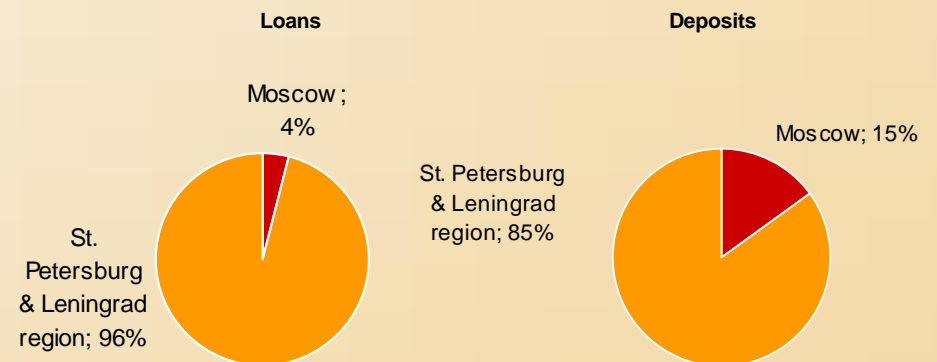 Loans
Moscow ;
4%
St.
Petersburg
& Leningrad
region; 96%
Deposits
Moscow; 15%
St. Petersburg
& Leningrad
region; 85%